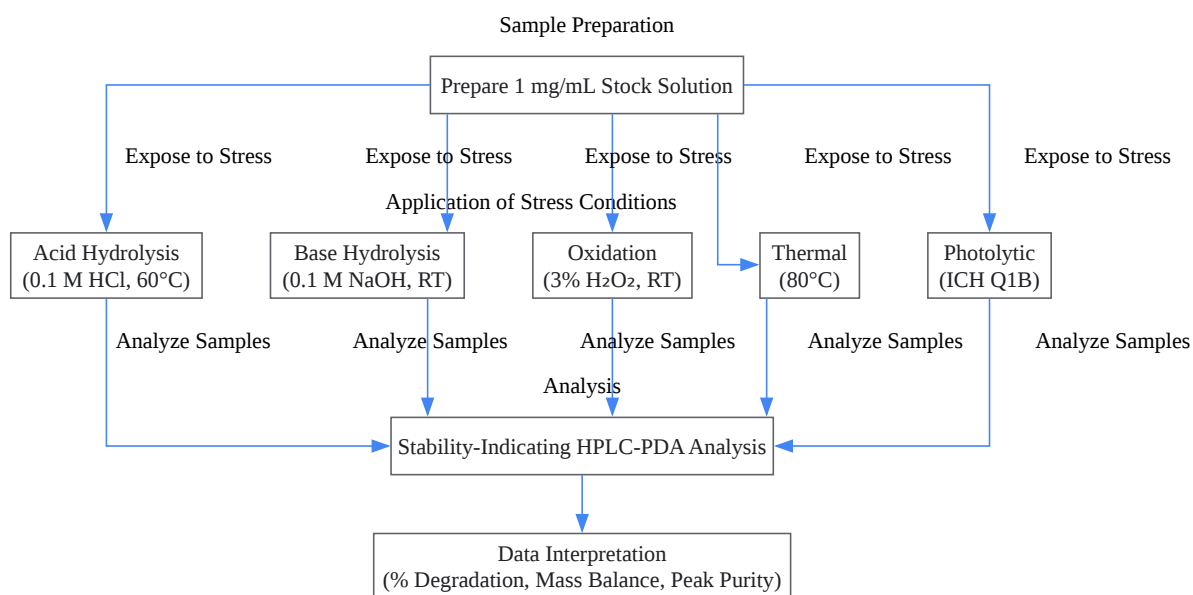 Sample Preparation
Prepare 1 mg/mL Stock Solution
Expose to Stress
Expose to Stress
Expose to Stress
Expose to Stress
Expose to Stress
Application of Stress Conditions
Acid Hydrolysis
(0.1 M HCl, 60°C)
Base Hydrolysis
(0.1 M NaOH, RT)
Oxidation
(3% H₂O₂, RT)
Thermal
(80°C)
Photolytic
(ICH Q1B)
Analyze Samples
Analyze Samples
Analyze Samples
Analyze Samples
Analyze Samples
Analysis
Stability-Indicating HPLC-PDA Analysis
Data Interpretation
(% Degradation, Mass Balance, Peak Purity)